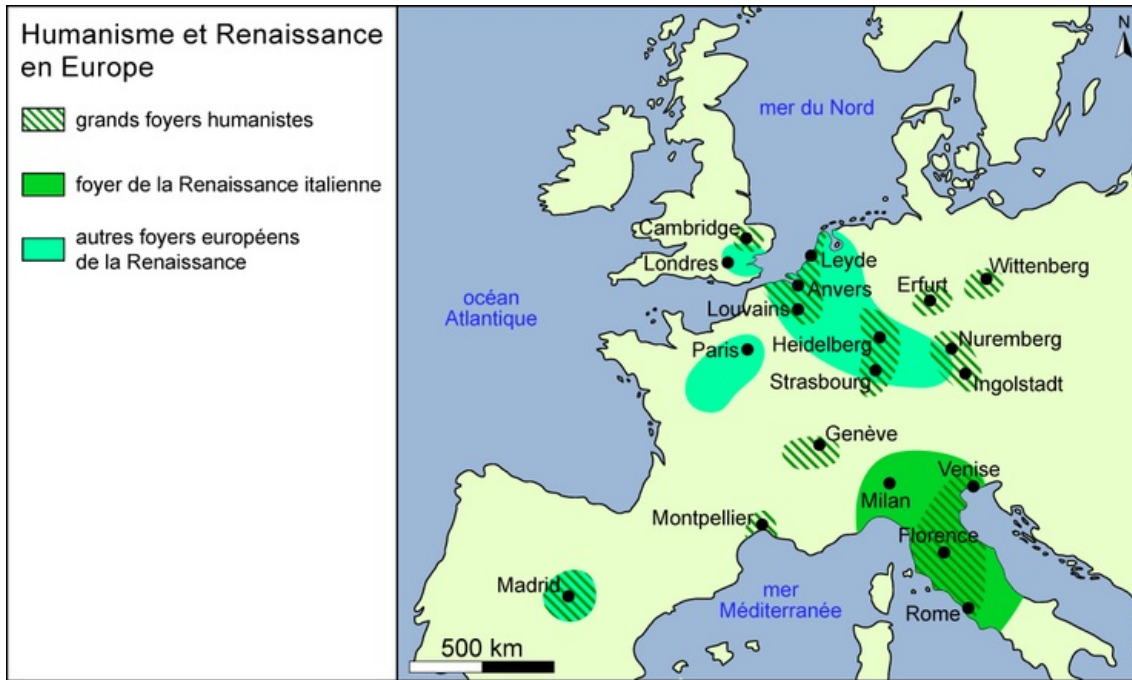 Humanisme et Renaissance
en Europe
grands foyers humanistes
foyer de la Renaissance italienne
autres foyers européens
de la Renaissance
N
mer du Nord
Cambridge
Londres
Leyde
Wittenberg
Anvers
Erfurt
océan
Atlantique
Louvains
Paris
Heidelberg
Nuremberg
Strasbourg
Ingolstadt
Genève
Venise
Milan
Montpellier
Florence
Madrid
mer
Méditerranée
Rome
500 km